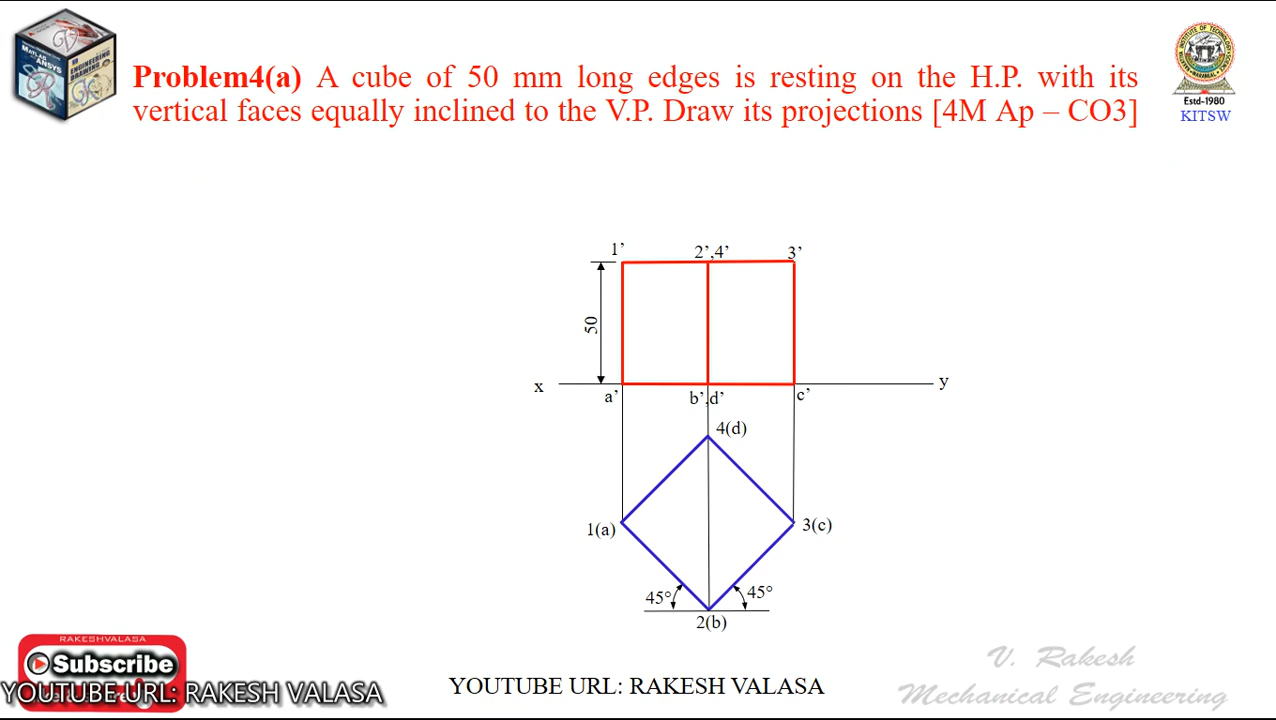 Problem4(a) A cube of 50 mm long edges is resting on the H.P. with its
vertical faces equally inclined to the V.P. Draw its projections [4M Ap – CO3]
Estd-1980
KITSW
1’
2’,4’
3’
50
x
y
a’
b’,d’
c’
4(d)
1(a)
3(c)
45°
45°
2(b)
RAKESHVALASA
Subscribe
YOUTUBE URL: RAKESH VALASA
YOUTUBE URL: RAKESH VALASA
V. Rakesh
Mechanical Engineering